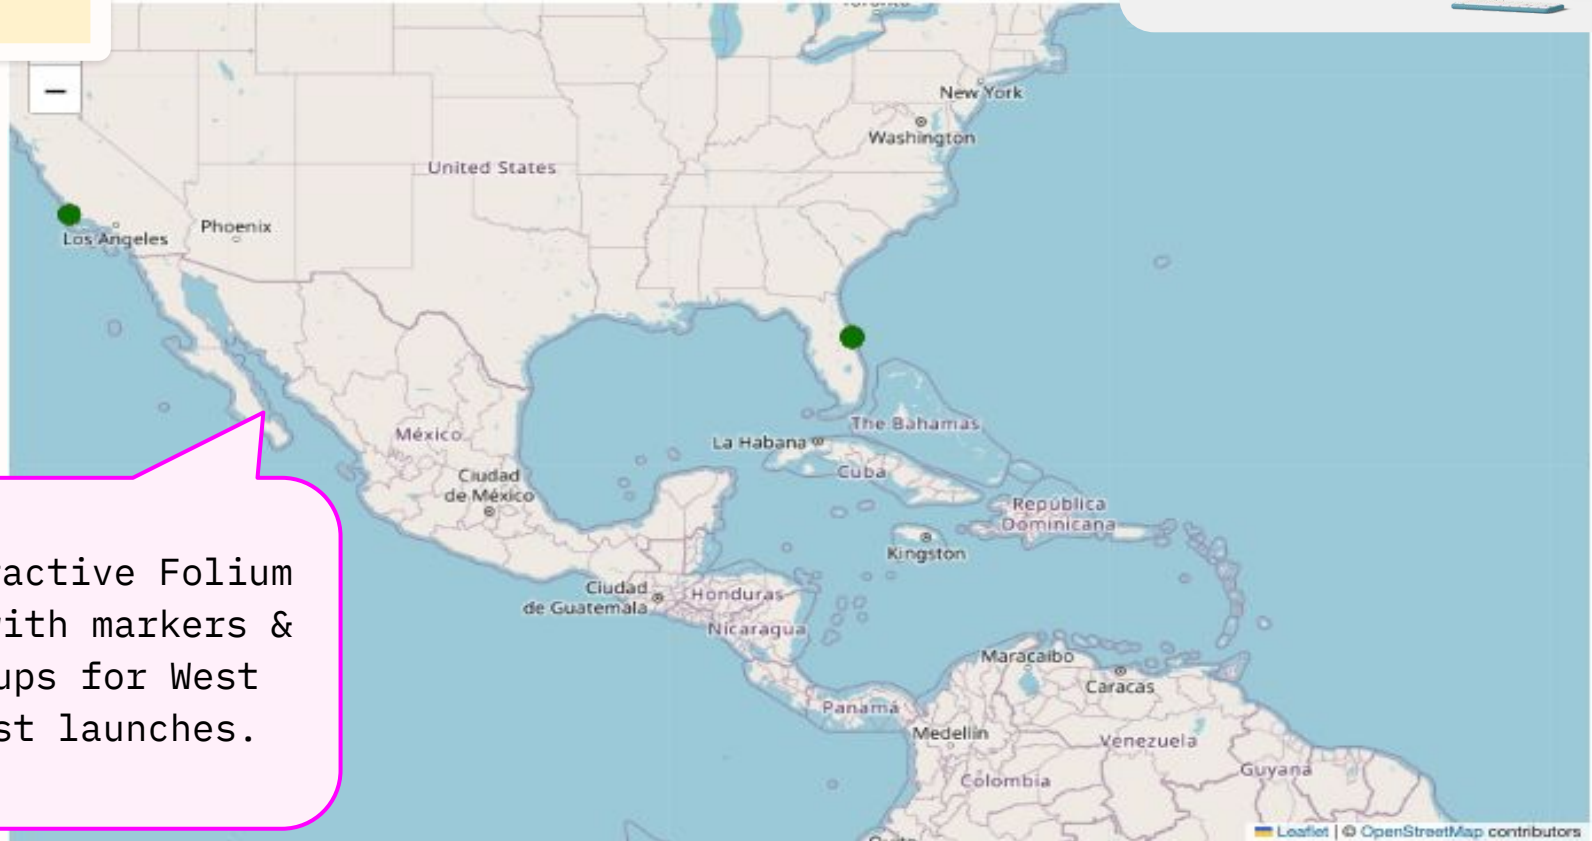 −
New York
Washington
United States
Phoenix
Los Angeles
The Bahamas
La Habana
México
Cuba
Ciudad
de México
República
Dominicana
Kingston
Ciudad
de Guatemala
Honduras
Nicaragua
Maracaibo
Caracas
Panamá
Medellín
Venezuela
Colombia
Guyana
active Folium
ith markers &
ups for West
st launches.
Leaflet | © OpenStreetMap contributors